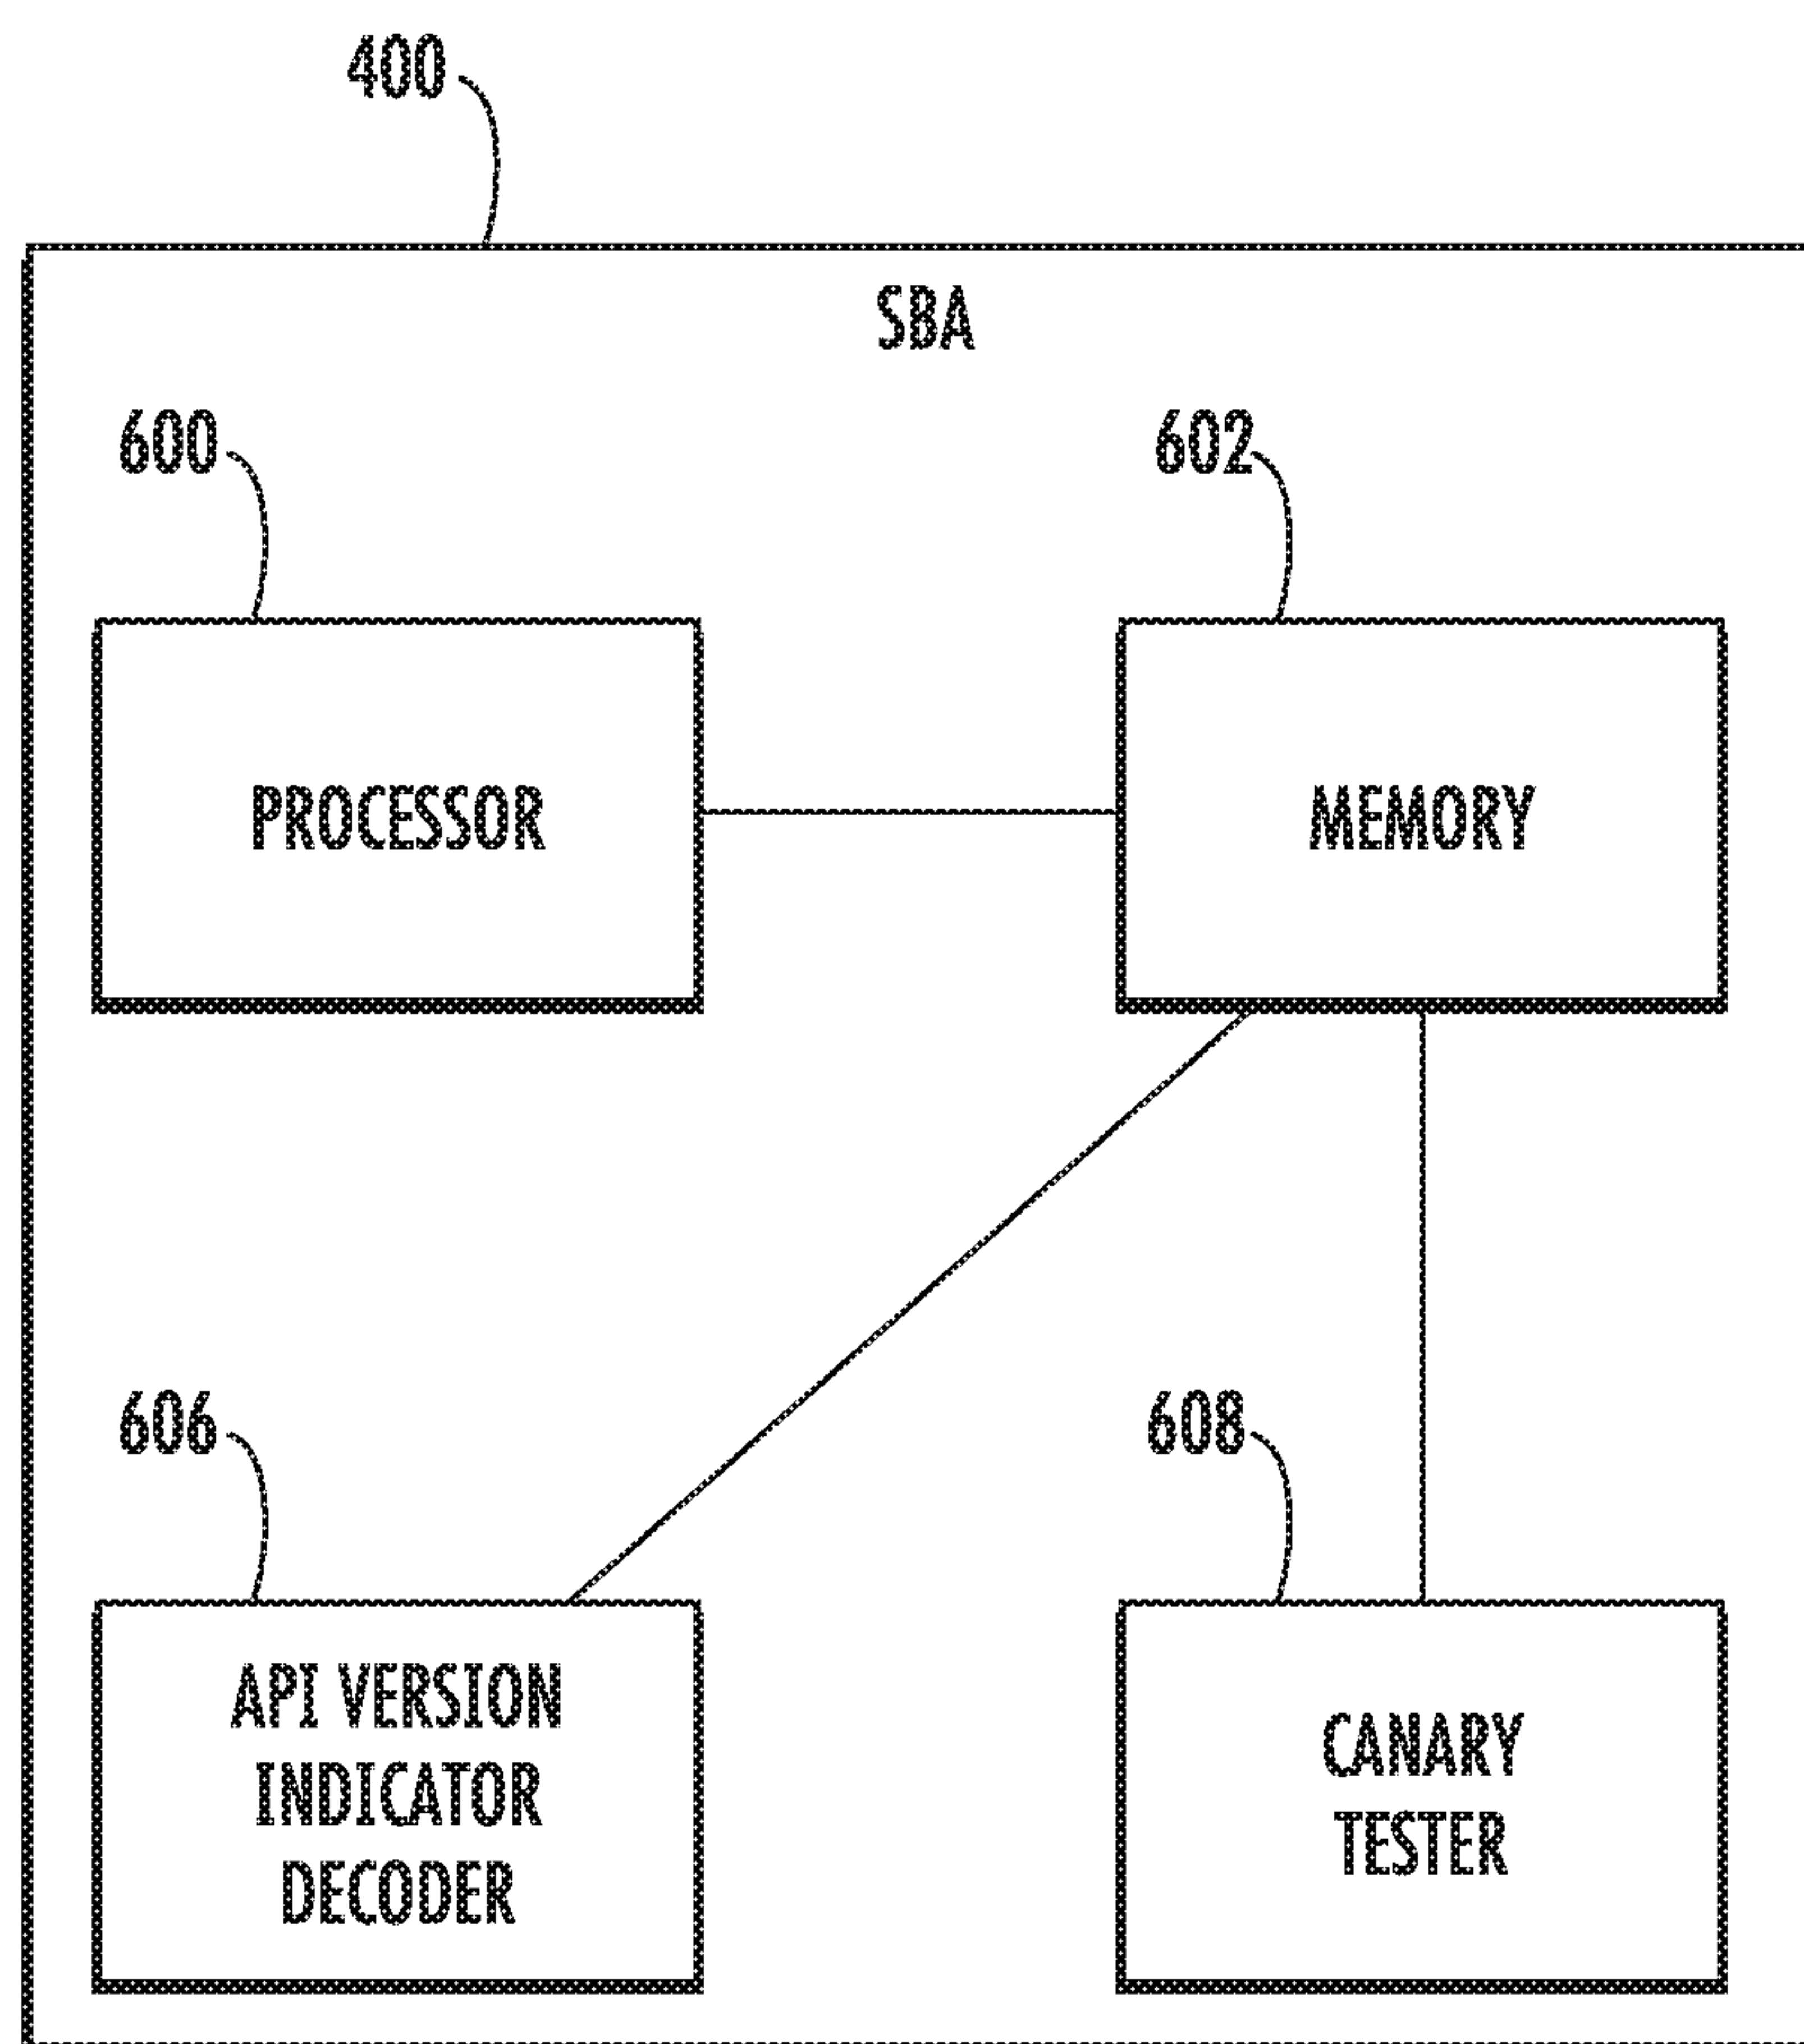 400
SBA
600
602
PROCESSOR
MEMORY
606
608
API VERSION
INDICATOR
DECODER
CANARY
TESTER